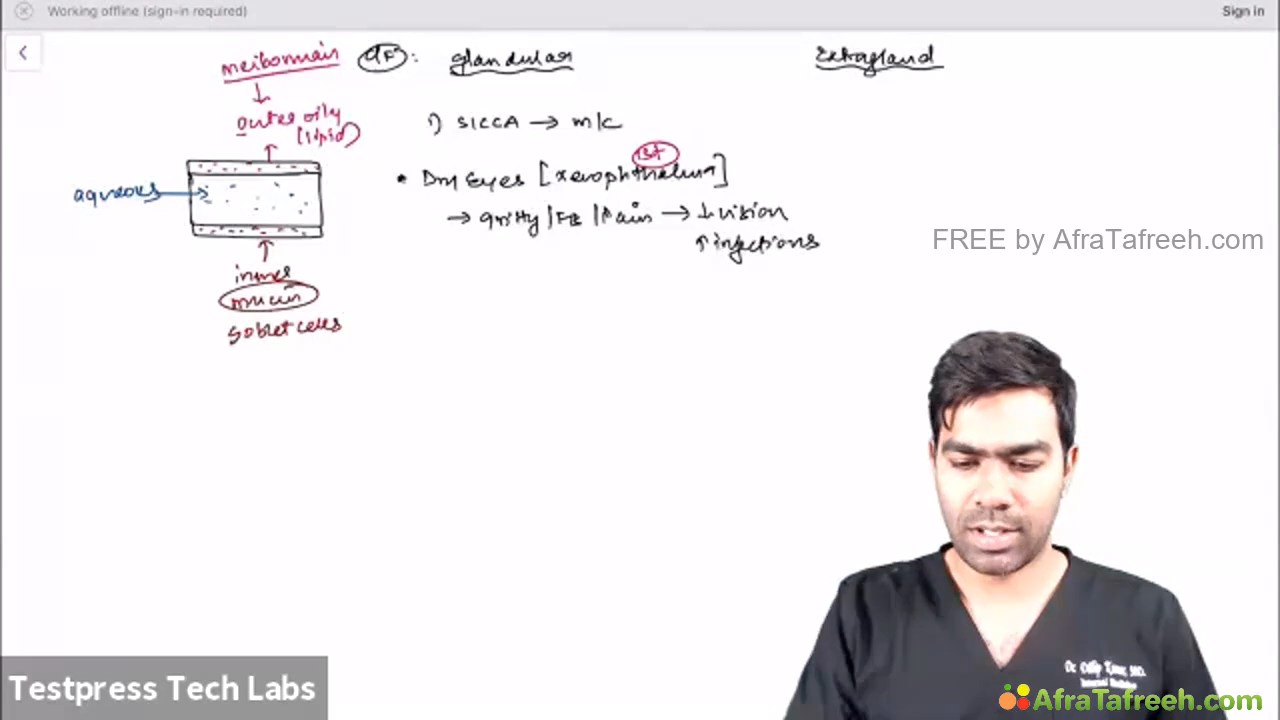 Working offline (sign-in required)
Sign in
meibomain
outer oily
(lipid)
aqueous
inner
mucin
Goblet cells
C/F:
glandular
Extragland
1) SICCA → m/c
1st
• Dry Eyes [xerophthalmia]
→ gritty | FB | Pain → ↓ vision
↑ infections
FREE by AfraTafreeh.com
Testpress Tech Labs
AfraTafreeh.com